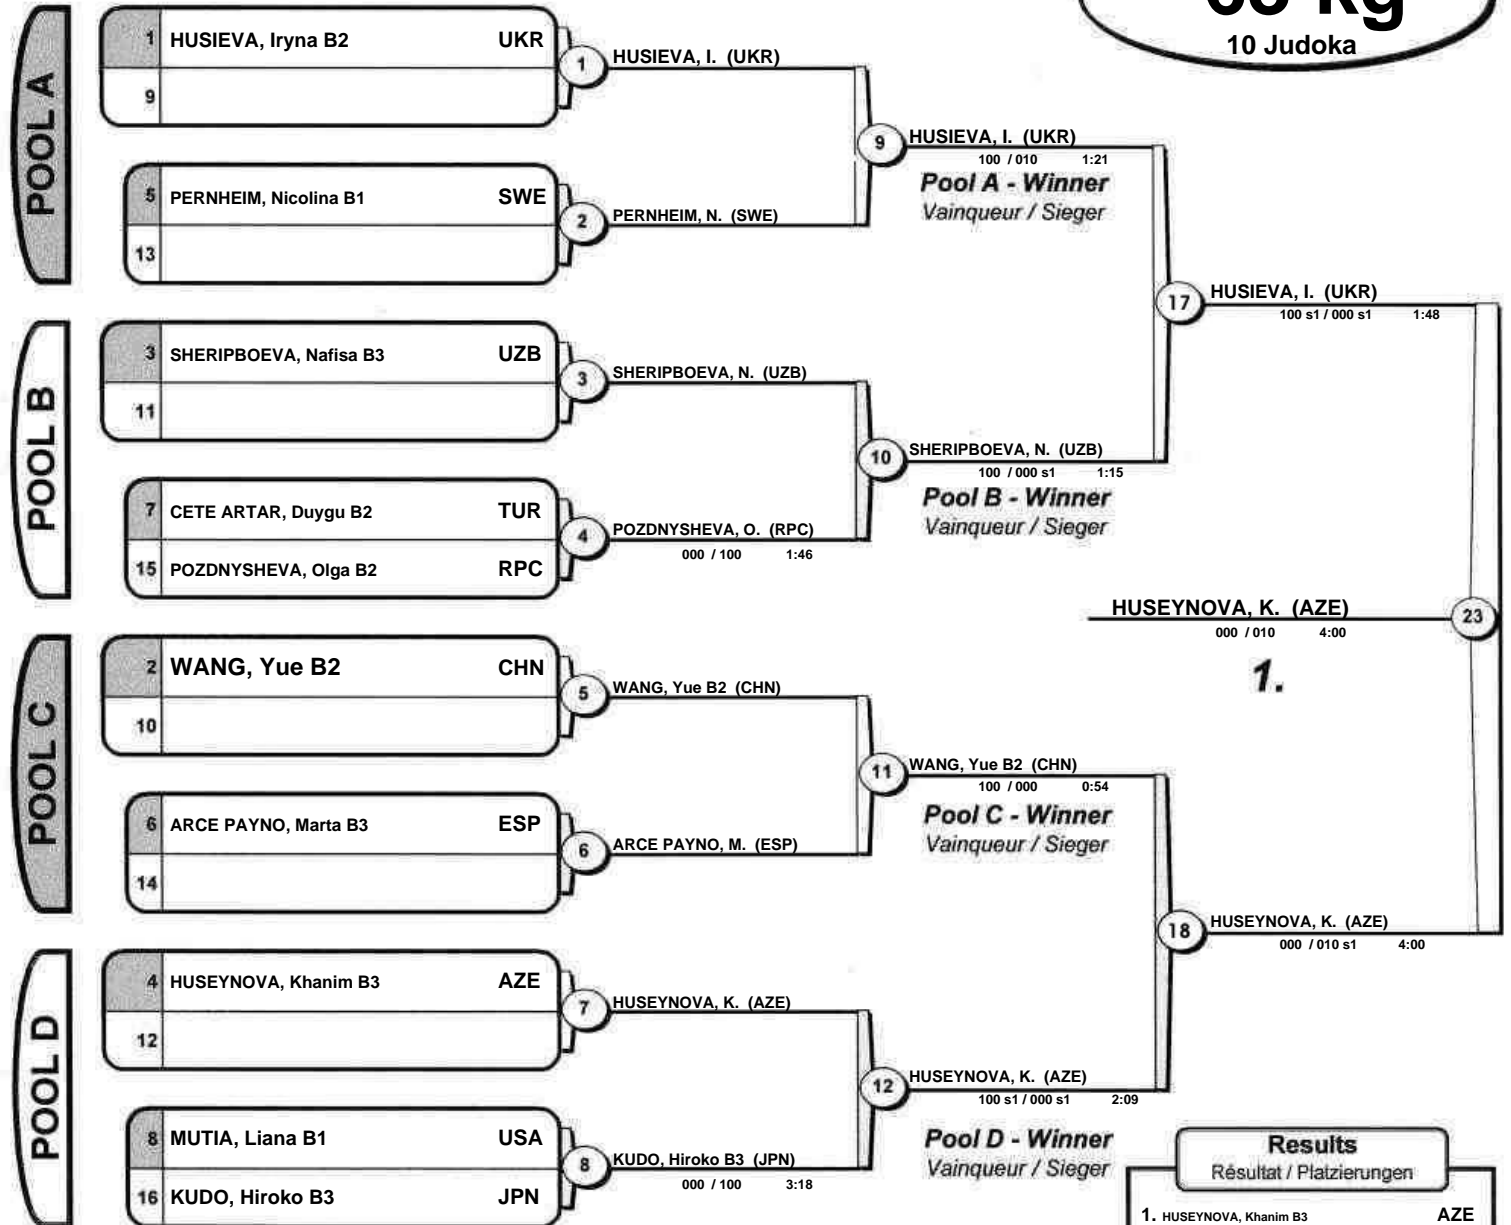 kg
10 Judoka
POOL A
1 HUSIEVA, Iryna B2 UKR
9
5 PERNHEIM, Nicolina B1 SWE
13
1 HUSIEVA, I. (UKR)
2 PERNHEIM, N. (SWE)
9 HUSIEVA, I. (UKR)
100 / 010 1:21
Pool A - Winner
Vainqueur / Sieger
POOL B
3 SHERIPBOEVA, Nafisa B3 UZB
11
7 CETE ARTAR, Duygu B2 TUR
15 POZDNYSHEVA, Olga B2 RPC
3 SHERIPBOEVA, N. (UZB)
4 POZDNYSHEVA, O. (RPC)
000 / 100 1:46
10 SHERIPBOEVA, N. (UZB)
100 / 000 s1 1:15
Pool B - Winner
Vainqueur / Sieger
17 HUSIEVA, I. (UKR)
100 s1 / 000 s1 1:48
HUSEYNOVA, K. (AZE) 23
000 / 010 4:00
1.
POOL C
2 WANG, Yue B2 CHN
10
6 ARCE PAYNO, Marta B3 ESP
14
5 WANG, Yue B2 (CHN)
6 ARCE PAYNO, M. (ESP)
11 WANG, Yue B2 (CHN)
100 / 000 0:54
Pool C - Winner
Vainqueur / Sieger
POOL D
4 HUSEYNOVA, Khanim B3 AZE
12
8 MUTIA, Liana B1 USA
16 KUDO, Hiroko B3 JPN
7 HUSEYNOVA, K. (AZE)
8 KUDO, Hiroko B3 (JPN)
000 / 100 3:18
12 HUSEYNOVA, K. (AZE)
100 s1 / 000 s1 2:09
Pool D - Winner
Vainqueur / Sieger
18 HUSEYNOVA, K. (AZE)
000 / 010 s1 4:00
Results
Résultat / Platzierungen
1. HUSEYNOVA, Khanim B3 AZE